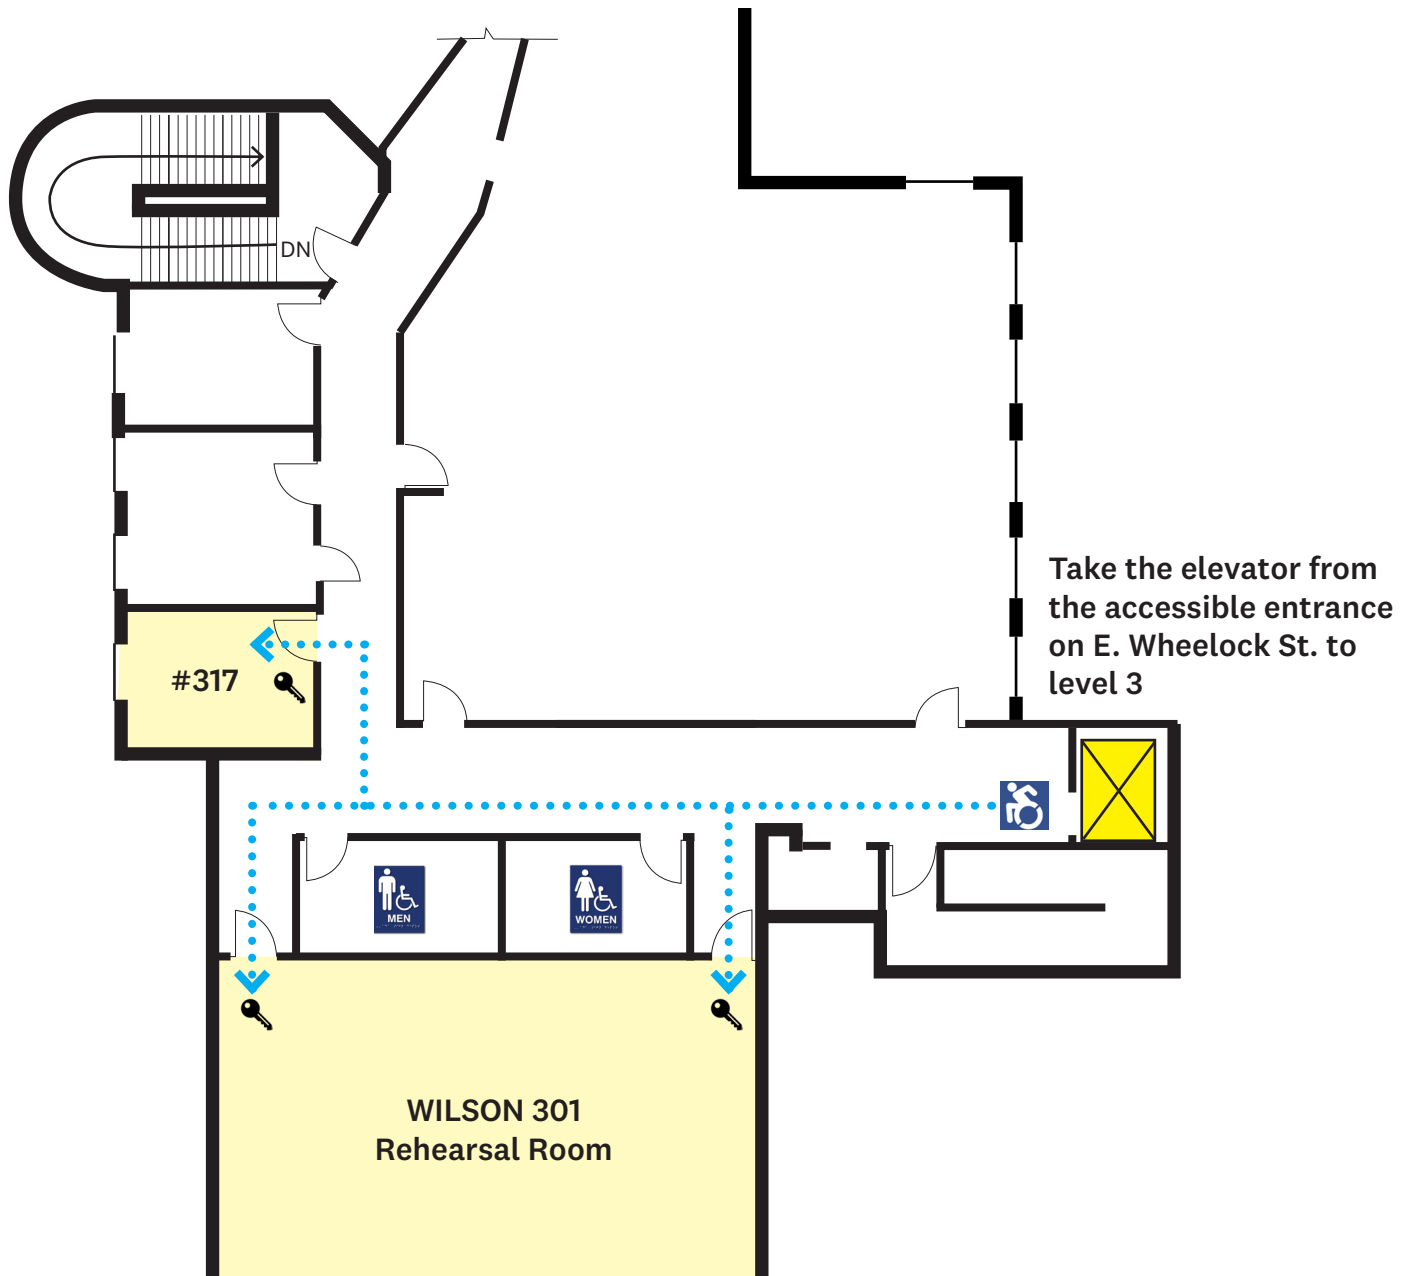 DN
Take the elevator from
the accessible entrance
on E. Wheelock St. to
level 3
#317
MEN
WOMEN
WILSON 301
Rehearsal Room